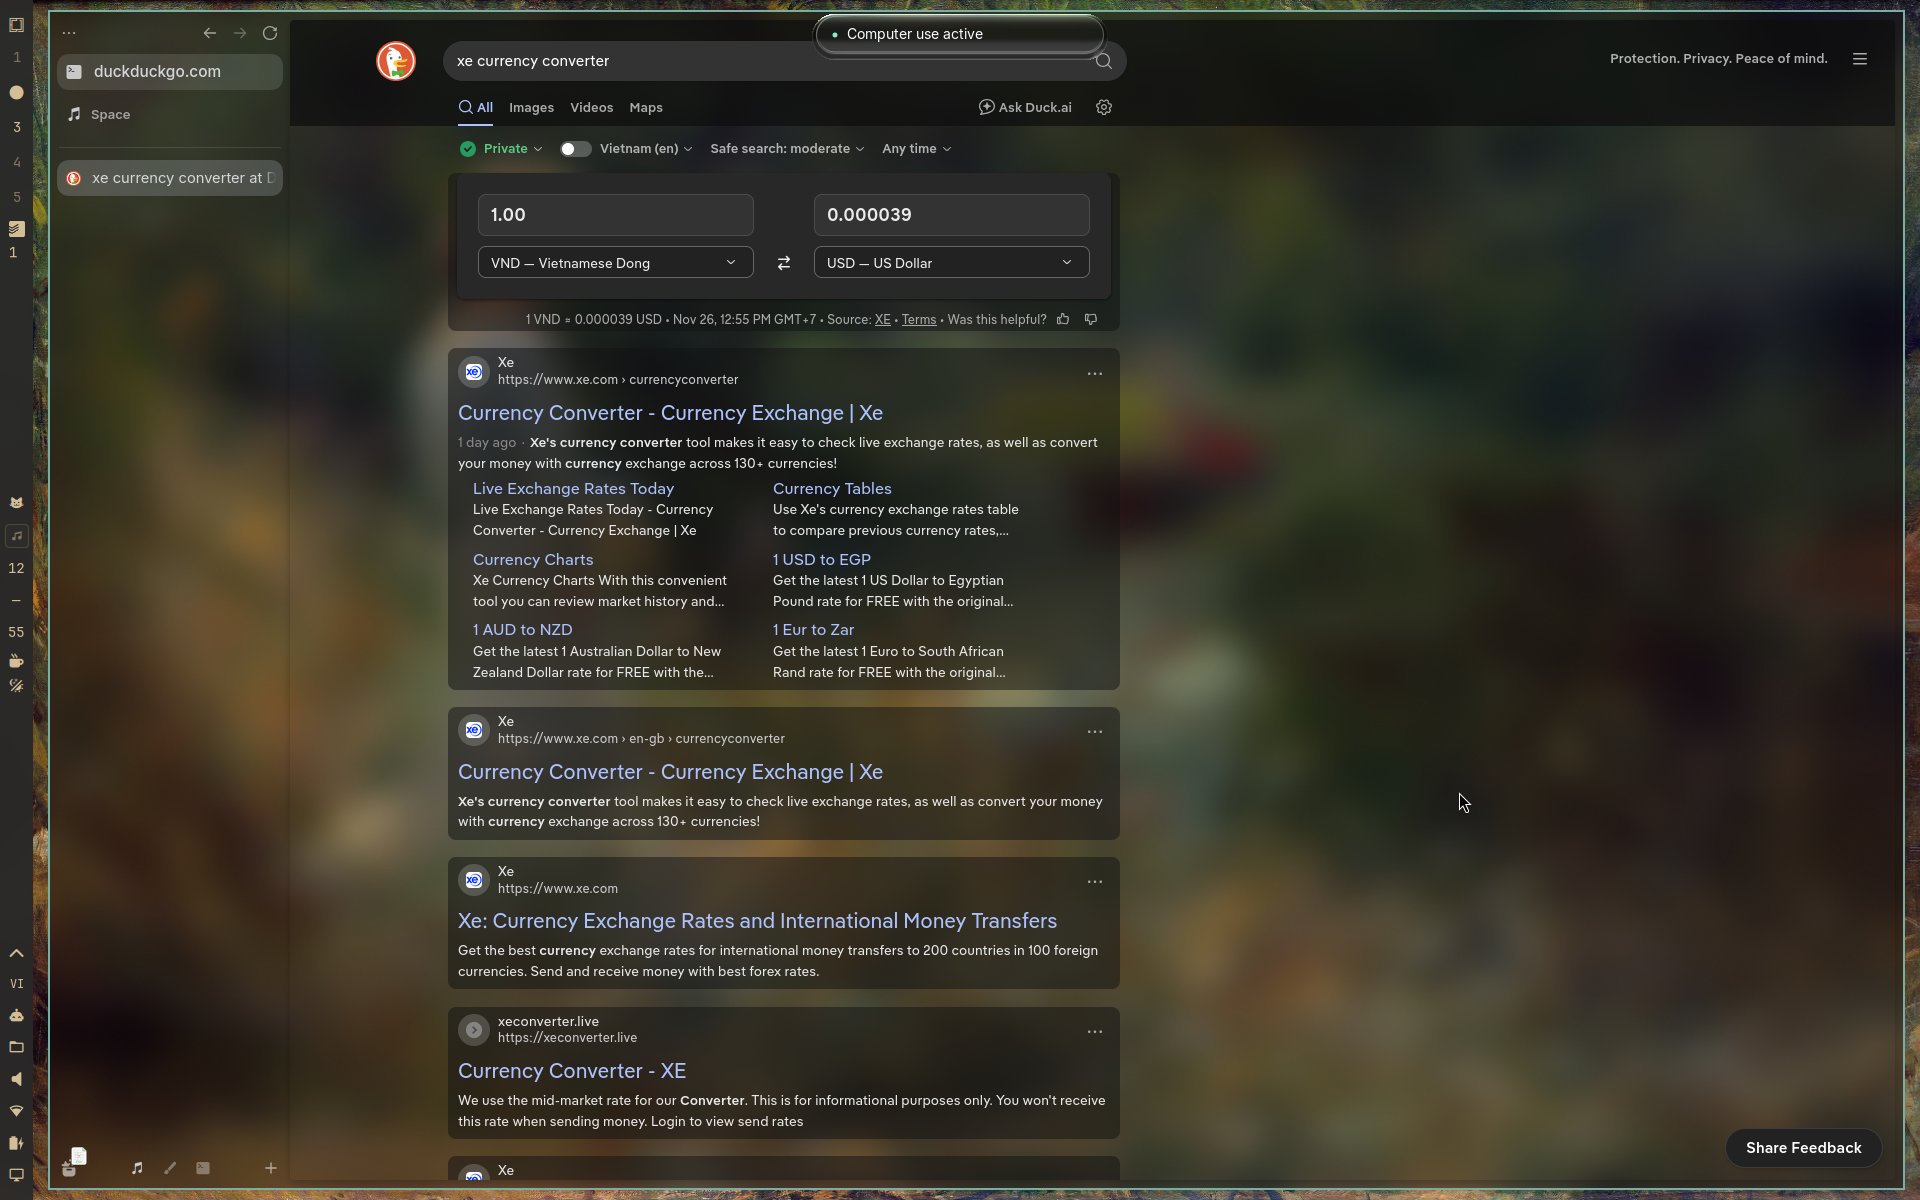 Computer use active
1
3
4
5
1
12
55
VI
duckduckgo.com
Space
xe currency converter at D
xe currency converter
Protection. Privacy. Peace of mind.
All
Images
Videos
Maps
Ask Duck.ai
Private
Vietnam (en)
Safe search: moderate
Any time
1.00
0.000039
VND — Vietnamese Dong
USD — US Dollar
1 VND = 0.000039 USD • Nov 26, 12:55 PM GMT+7 • Source: XE • Terms • Was this helpful?
Xe
https://www.xe.com › currencyconverter
Currency Converter - Currency Exchange | Xe
1 day ago · Xe's currency converter tool makes it easy to check live exchange rates, as well as convert
your money with currency exchange across 130+ currencies!
Live Exchange Rates Today
Live Exchange Rates Today - Currency
Converter - Currency Exchange | Xe
Currency Tables
Use Xe's currency exchange rates table
to compare previous currency rates,...
Currency Charts
Xe Currency Charts With this convenient
tool you can review market history and...
1 USD to EGP
Get the latest 1 US Dollar to Egyptian
Pound rate for FREE with the original...
1 AUD to NZD
Get the latest 1 Australian Dollar to New
Zealand Dollar rate for FREE with the...
1 Eur to Zar
Get the latest 1 Euro to South African
Rand rate for FREE with the original...
Xe
https://www.xe.com › en-gb › currencyconverter
Currency Converter - Currency Exchange | Xe
Xe's currency converter tool makes it easy to check live exchange rates, as well as convert your money
with currency exchange across 130+ currencies!
Xe
https://www.xe.com
Xe: Currency Exchange Rates and International Money Transfers
Get the best currency exchange rates for international money transfers to 200 countries in 100 foreign
currencies. Send and receive money with best forex rates.
xeconverter.live
https://xeconverter.live
Currency Converter - XE
We use the mid-market rate for our Converter. This is for informational purposes only. You won't receive
this rate when sending money. Login to view send rates
Xe
Share Feedback